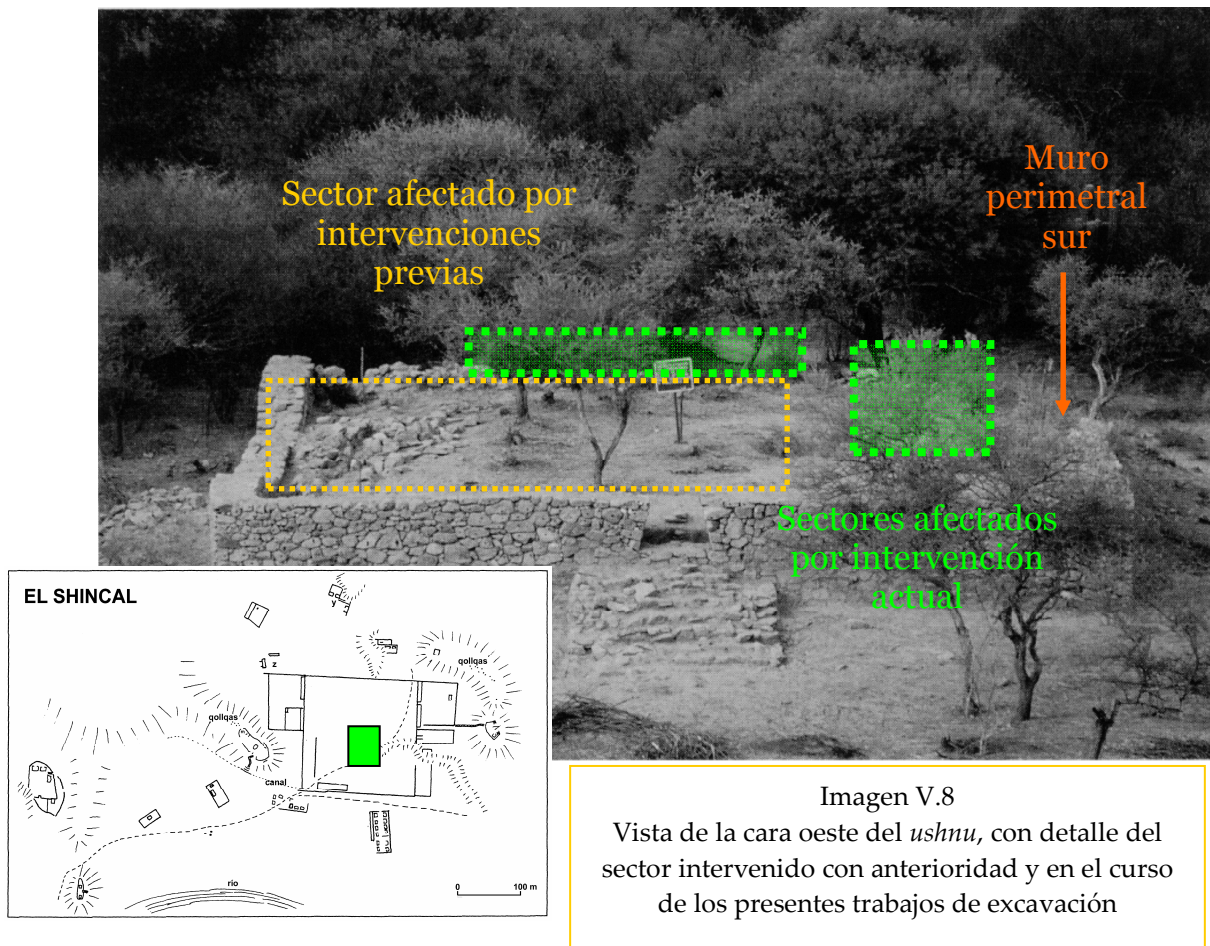 Muro
perimetral
sur
Sector afectado por
intervenciones
previas
Sectores afectados
por intervención
actual
EL SHINCAL
y
z
qollqas
qollqas
canal
río
0 100 m
Imagen V.8
Vista de la cara oeste del ushnu, con detalle del
sector intervenido con anterioridad y en el curso
de los presentes trabajos de excavación